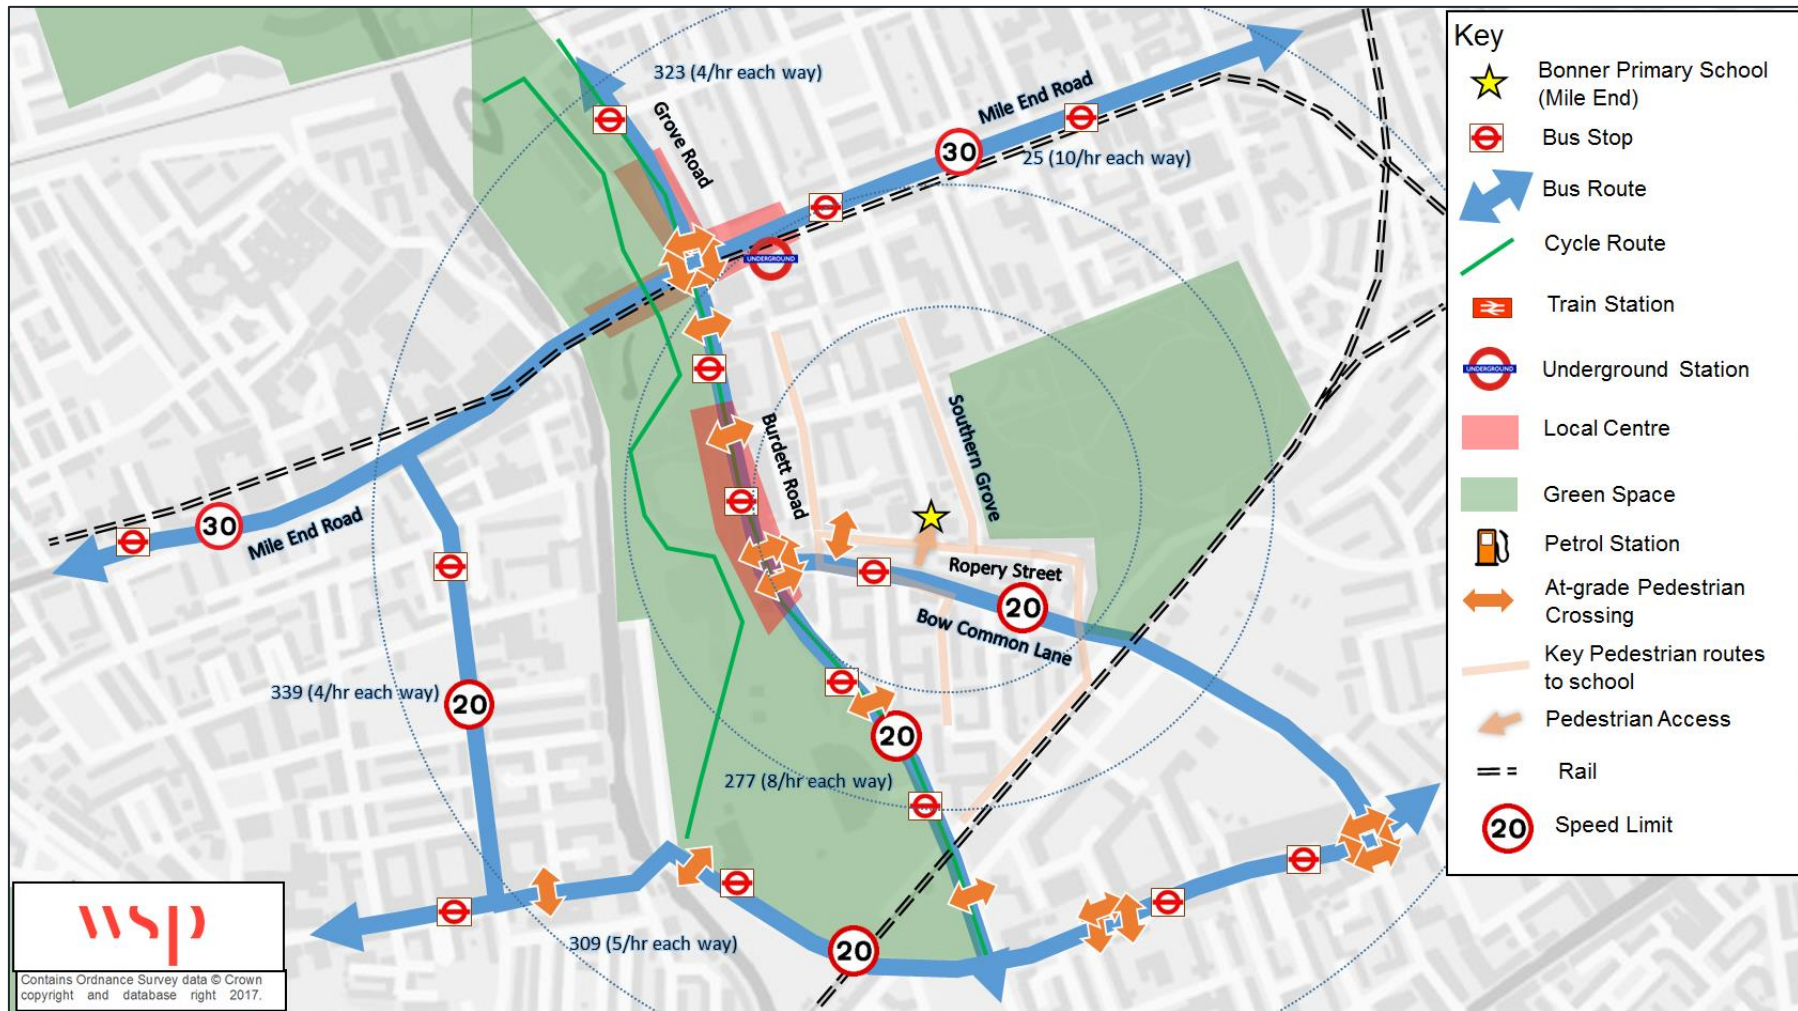 323 (4/hr each way)
Grove Road
Mile End Road
30
25 (10/hr each way)
UNDERGROUND
Southern Grove
Burdett Road
30
Mile End Road
Ropery Street
20
Bow Common Lane
339 (4/hr each way)
20
20
277 (8/hr each way)
309 (5/hr each way)
20
wsp
Contains Ordnance Survey data © Crown
copyright and database right 2017.
Key
Bonner Primary School
(Mile End)
Bus Stop
Bus Route
Cycle Route
Train Station
UNDERGROUND
Underground Station
Local Centre
Green Space
Petrol Station
At-grade Pedestrian
Crossing
Key Pedestrian routes
to school
Pedestrian Access
Rail
20
Speed Limit